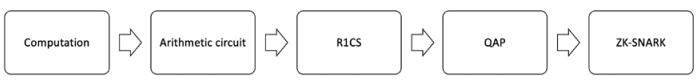 Computation
Arithmetic circuit
R1CS
QAP
ZK-SNARK